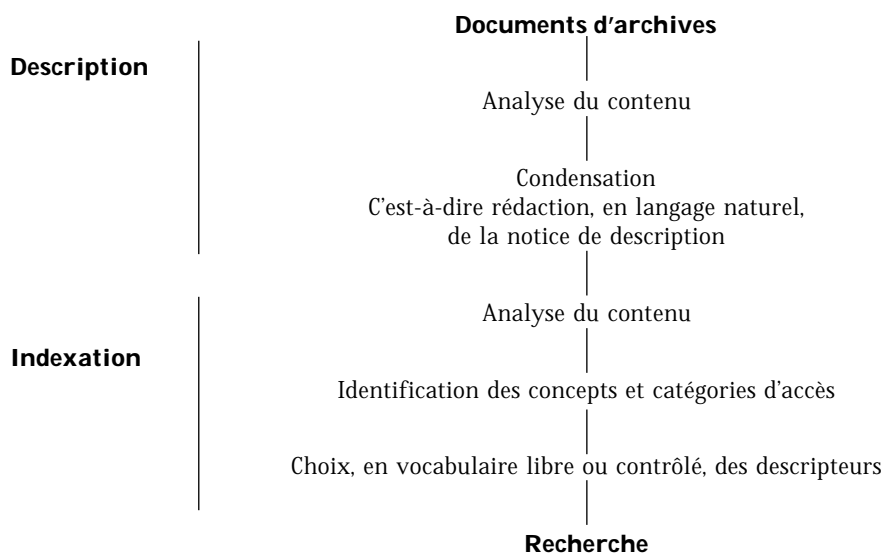 Documents d'archives
Description
Analyse du contenu
Condensation
C'est-à-dire rédaction, en langage naturel,
de la notice de description
Analyse du contenu
Indexation
Identification des concepts et catégories d'accès
Choix, en vocabulaire libre ou contrôlé, des descripteurs
Recherche